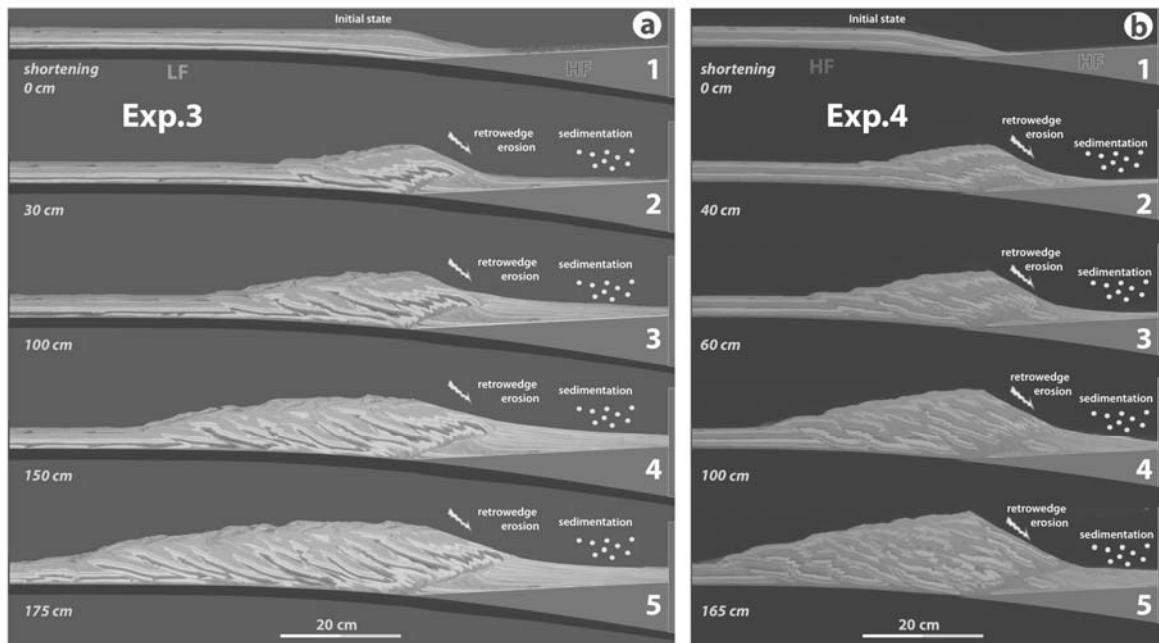 Initial state
a
shortening
0 cm
LF
HF
1
Exp.3
retrowedge
erosion
sedimentation
30 cm
2
retrowedge
erosion
sedimentation
100 cm
3
retrowedge
erosion
sedimentation
150 cm
4
retrowedge
erosion
sedimentation
175 cm
20 cm
5
Initial state
b
shortening
0 cm
HF
HF
1
Exp.4
retrowedge
erosion
sedimentation
40 cm
2
retrowedge
erosion
sedimentation
60 cm
3
retrowedge
erosion
sedimentation
100 cm
4
retrowedge
erosion
sedimentation
165 cm
20 cm
5